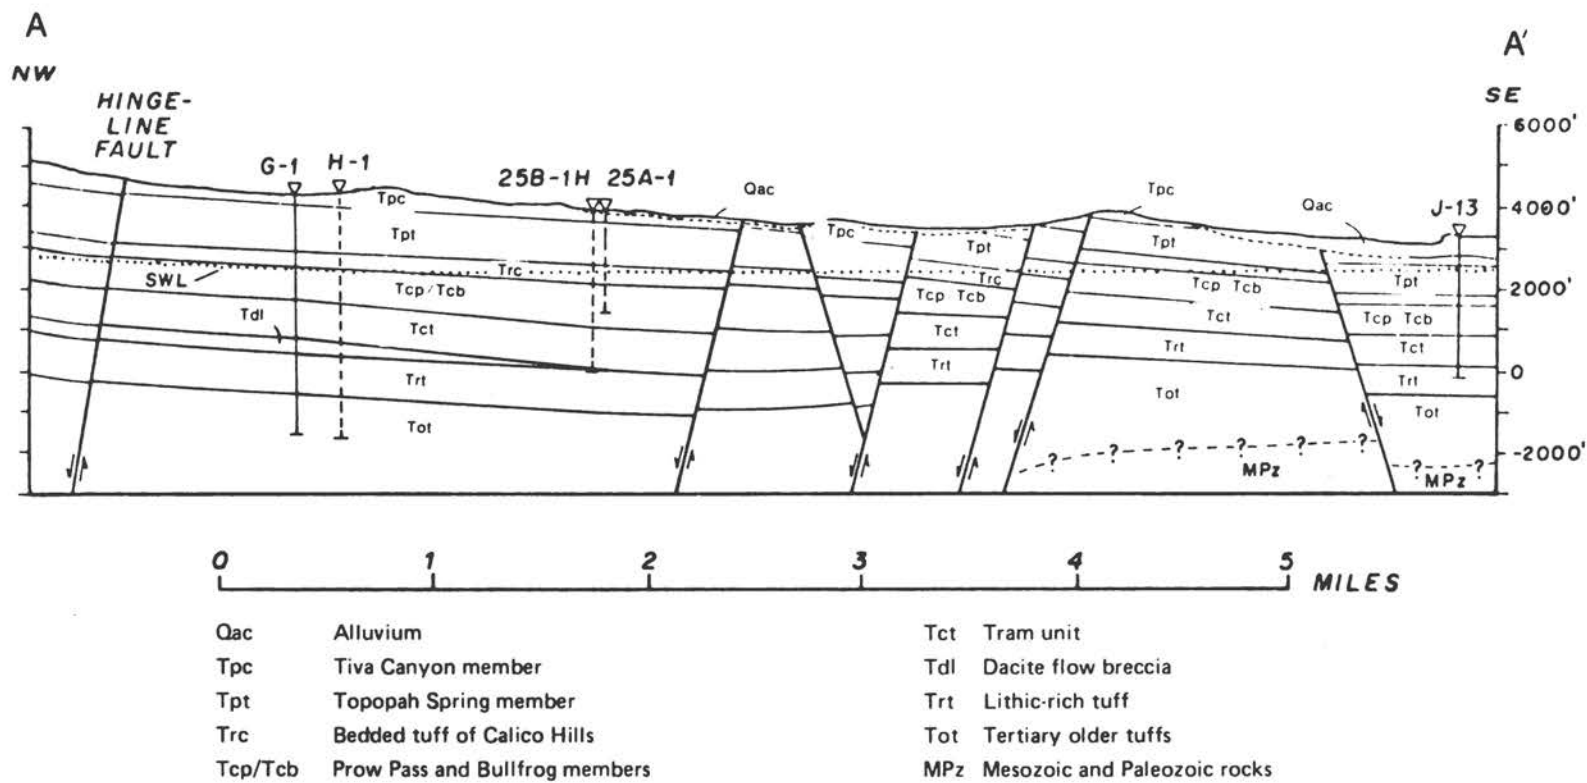 A
A'
NW
SE
HINGE-
LINE
FAULT
G-1
H-1
25B-1H
25A-1
J-13
6000'
4000'
2000'
0
-2000'
Qac
Tpc
Qac
Tpc
Tpc
Tpt
Tpt
Tpt
Tpt
Trc
Trc
SWL
Tcp/Tcb
Tcp Tcb
Tcp Tcb
Tcp Tcb
Tdl
Tct
Tct
Tct
Tct
Trt
Trt
Trt
Trt
Tot
Tot
Tot
? ? ? ? ? ?
? ?
MPz
MPz
0 1 2 3 4 5 MILES
Qac Alluvium
Tpc Tiva Canyon member
Tpt Topopah Spring member
Trc Bedded tuff of Calico Hills
Tcp/Tcb Prow Pass and Bullfrog members
Tct Tram unit
Tdl Dacite flow breccia
Trt Lithic-rich tuff
Tot Tertiary older tuffs
MPz Mesozoic and Paleozoic rocks